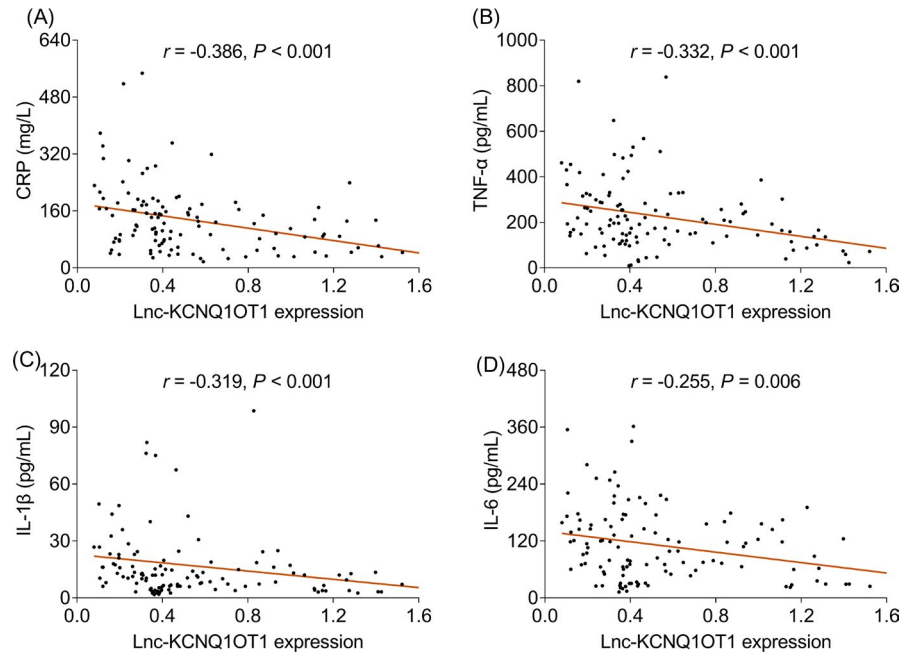 (A)
r = -0.386, P < 0.001
CRP (mg/L)
640
480
320
160
0
0.0 0.4 0.8 1.2 1.6
Lnc-KCNQ1OT1 expression
(B)
r = -0.332, P < 0.001
TNF-α (pg/mL)
1000
800
600
400
200
0
0.0 0.4 0.8 1.2 1.6
Lnc-KCNQ1OT1 expression
(C)
r = -0.319, P < 0.001
IL-1β (pg/mL)
120
90
60
30
0
0.0 0.4 0.8 1.2 1.6
Lnc-KCNQ1OT1 expression
(D)
r = -0.255, P = 0.006
IL-6 (pg/mL)
480
360
240
120
0
0.0 0.4 0.8 1.2 1.6
Lnc-KCNQ1OT1 expression